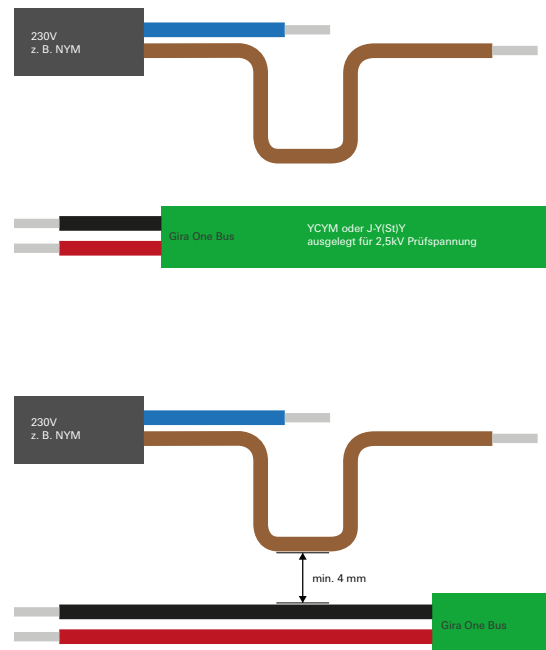 230V
z. B. NYM
Gira One Bus
YCYM oder J-Y(St)Y
ausgelegt für 2,5kV Prüfspannung
230V
z. B. NYM
min. 4 mm
Gira One Bus